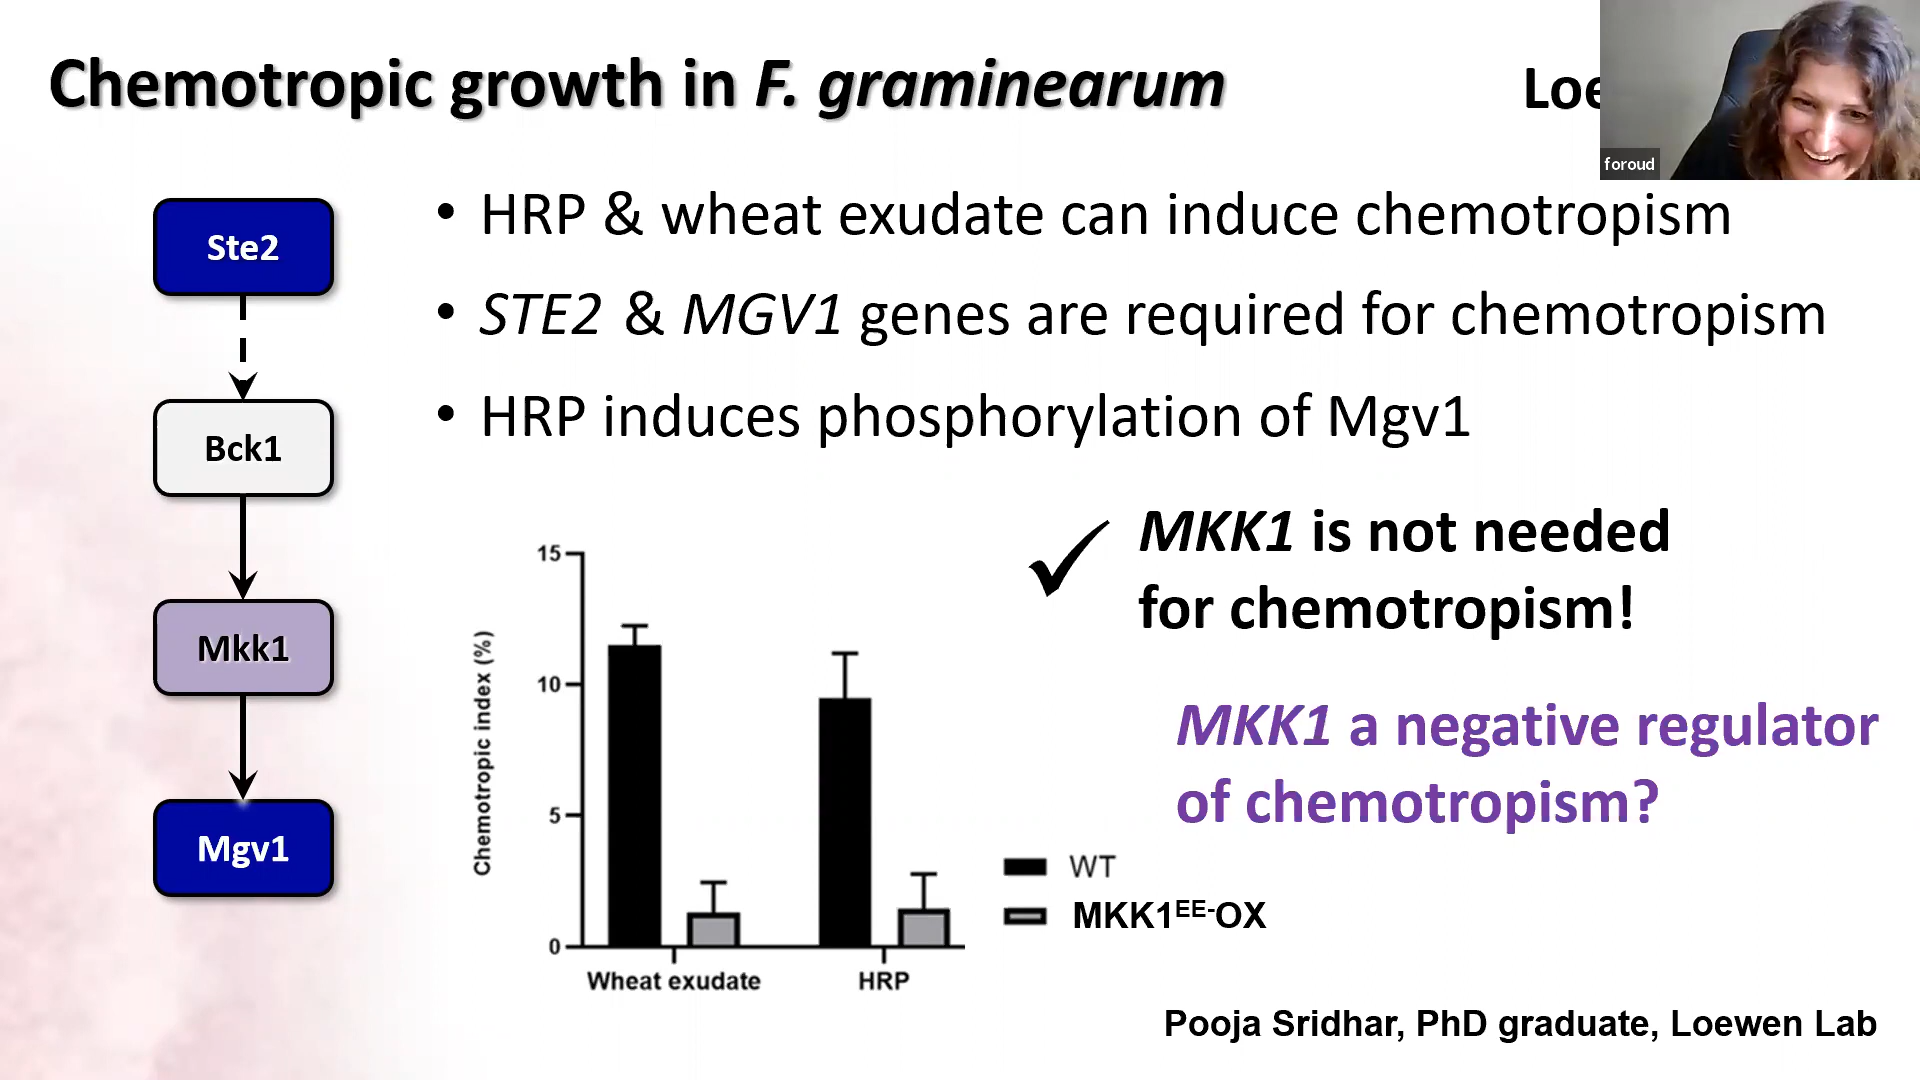 Chemotropic growth in F. graminearum
foroud
• HRP & wheat exudate can induce chemotropism
• STE2 & MGV1 genes are required for chemotropism
• HRP induces phosphorylation of Mgv1
Ste2
Bck1
Mkk1
Mgv1
✓ MKK1 is not needed
for chemotropism!
MKK1 a negative regulator
of chemotropism?
Chemotropic index (%)
15
10
5
0
Wheat exudate
HRP
WT
MKK1EE-OX
Pooja Sridhar, PhD graduate, Loewen Lab